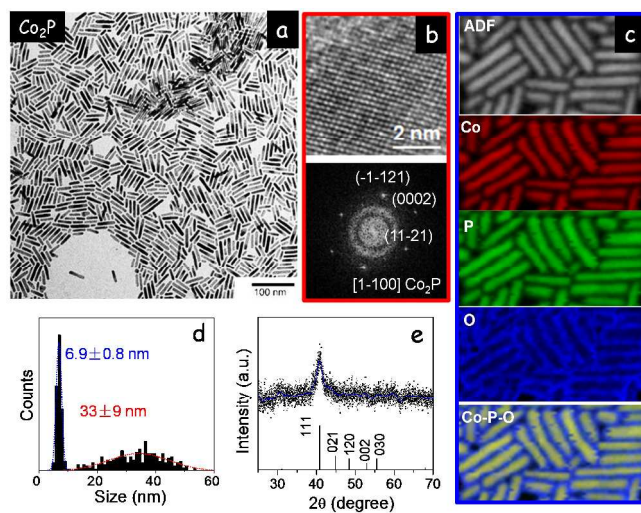 Co₂P
a
100 nm
b
2 nm
(-1-121)
(0002)
(11-21)
[1-100] Co₂P
c
ADF
Co
P
O
Co-P-O
d
6.9±0.8 nm
33±9 nm
Counts
0 20 40 60
Size (nm)
e
Intensity (a.u.)
111
021
120
002
030
30 40 50 60 70
2θ (degree)